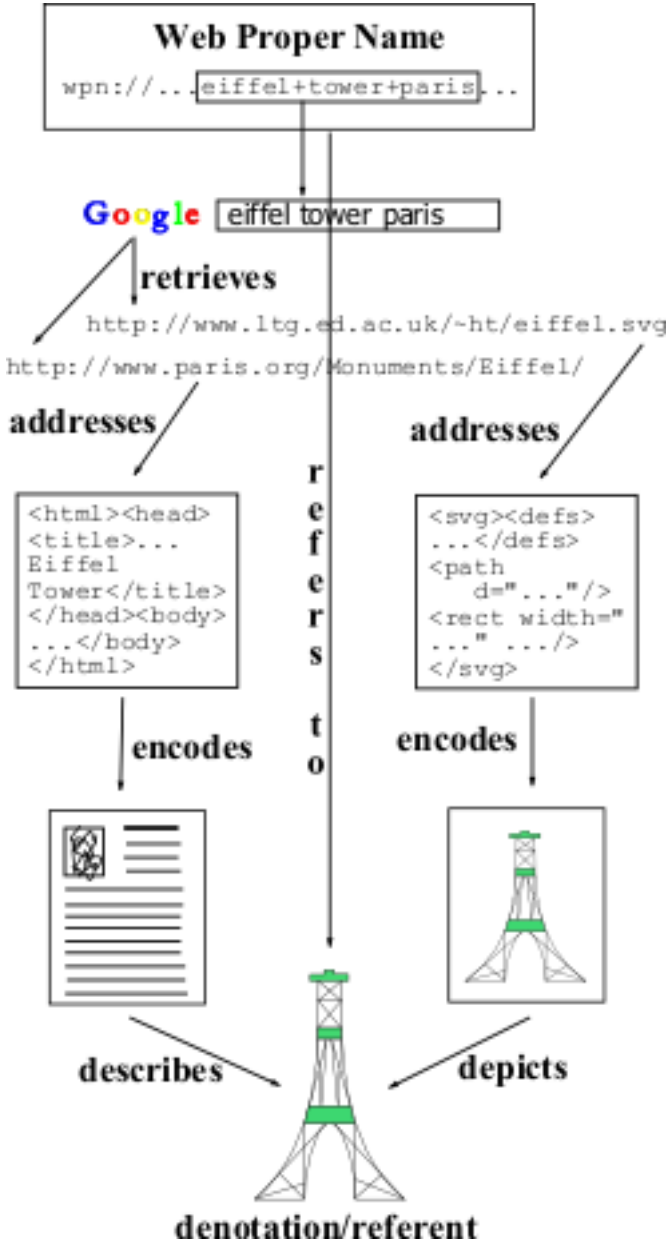 Web Proper Name
wpn://...eiffel+tower+paris...
Google eiffel tower paris
retrieves
http://www.ltg.ed.ac.uk/~ht/eiffel.svg
http://www.paris.org/Monuments/Eiffel/
addresses
addresses
refers to
<html><head>
<title>...
Eiffel
Tower</title>
</head><body>
...</body>
</html>
<svg><defs>
...</defs>
<path
d="..."/>
<rect width="
..." .../>
</svg>
encodes
encodes
describes
depicts
denotation/referent